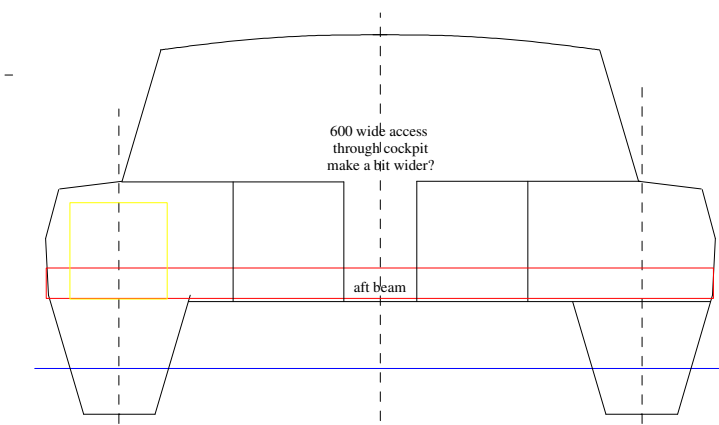 600 wide access
through cockpit
make a bit wider?
aft beam